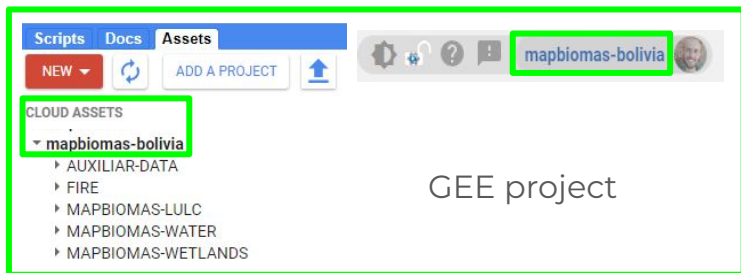 Scripts Docs Assets
NEW ADD A PROJECT
mapbiomas-bolivia
CLOUD ASSETS
mapbiomas-bolivia
AUXILIAR-DATA
FIRE
MAPBIOMAS-LULC
MAPBIOMAS-WATER
MAPBIOMAS-WETLANDS
GEE project